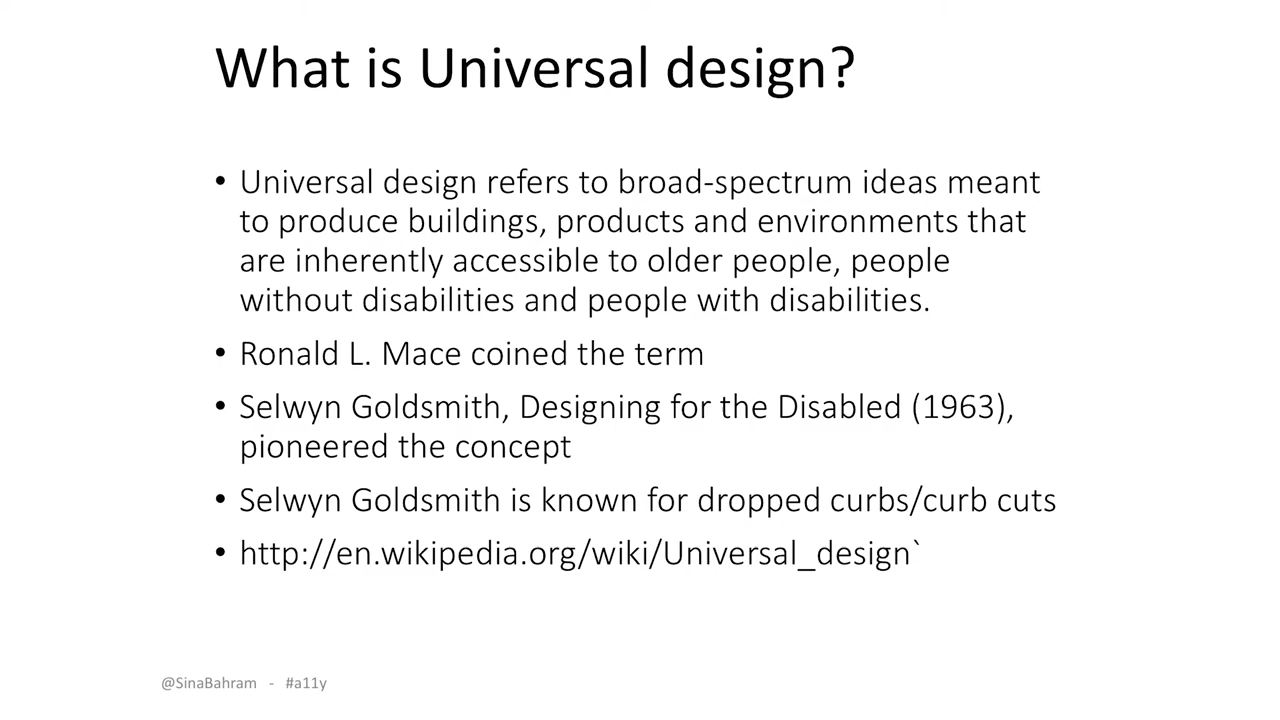 What is Universal design?
• Universal design refers to broad-spectrum ideas meant
to produce buildings, products and environments that
are inherently accessible to older people, people
without disabilities and people with disabilities.
• Ronald L. Mace coined the term
• Selwyn Goldsmith, Designing for the Disabled (1963),
pioneered the concept
• Selwyn Goldsmith is known for dropped curbs/curb cuts
• http://en.wikipedia.org/wiki/Universal_design`
@SinaBahram - #a11y